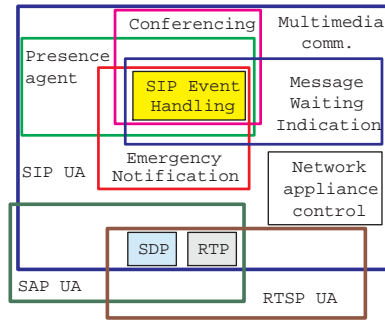 Conferencing
Multimedia
comm.
Presence
agent
SIP Event
Handling
Message
Waiting
Indication
Emergency
Notification
SIP UA
Network
appliance
control
SDP
RTP
SAP UA
RTSP UA